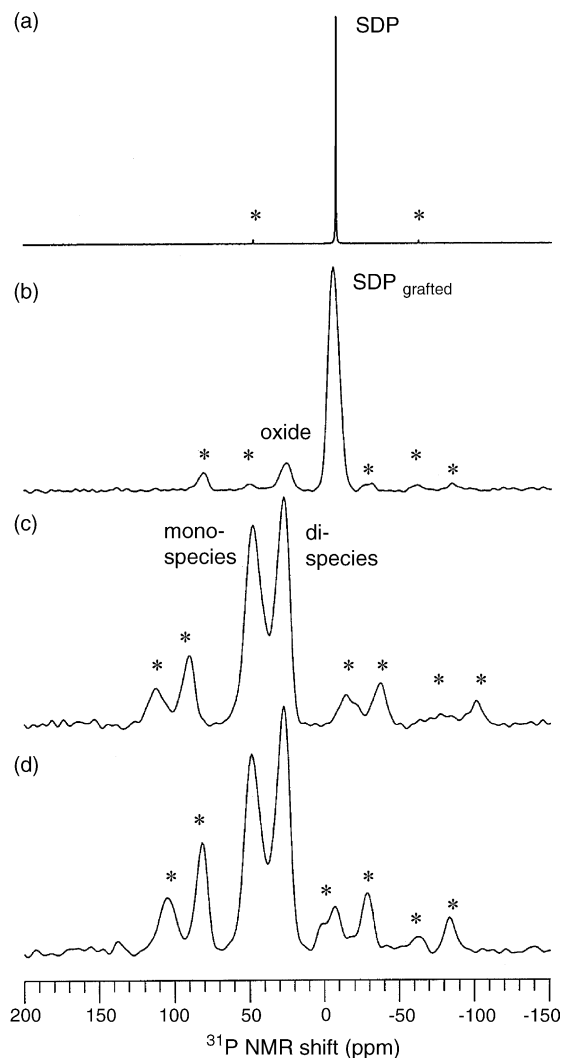 (a)
SDP
* *
(b)
SDP grafted
oxide
* * * * *
(c)
mono-
species
di-
species
* * * * * *
(d)
* * * * * *
200 150 100 50 0 -50 -100 -150
³¹P NMR shift (ppm)